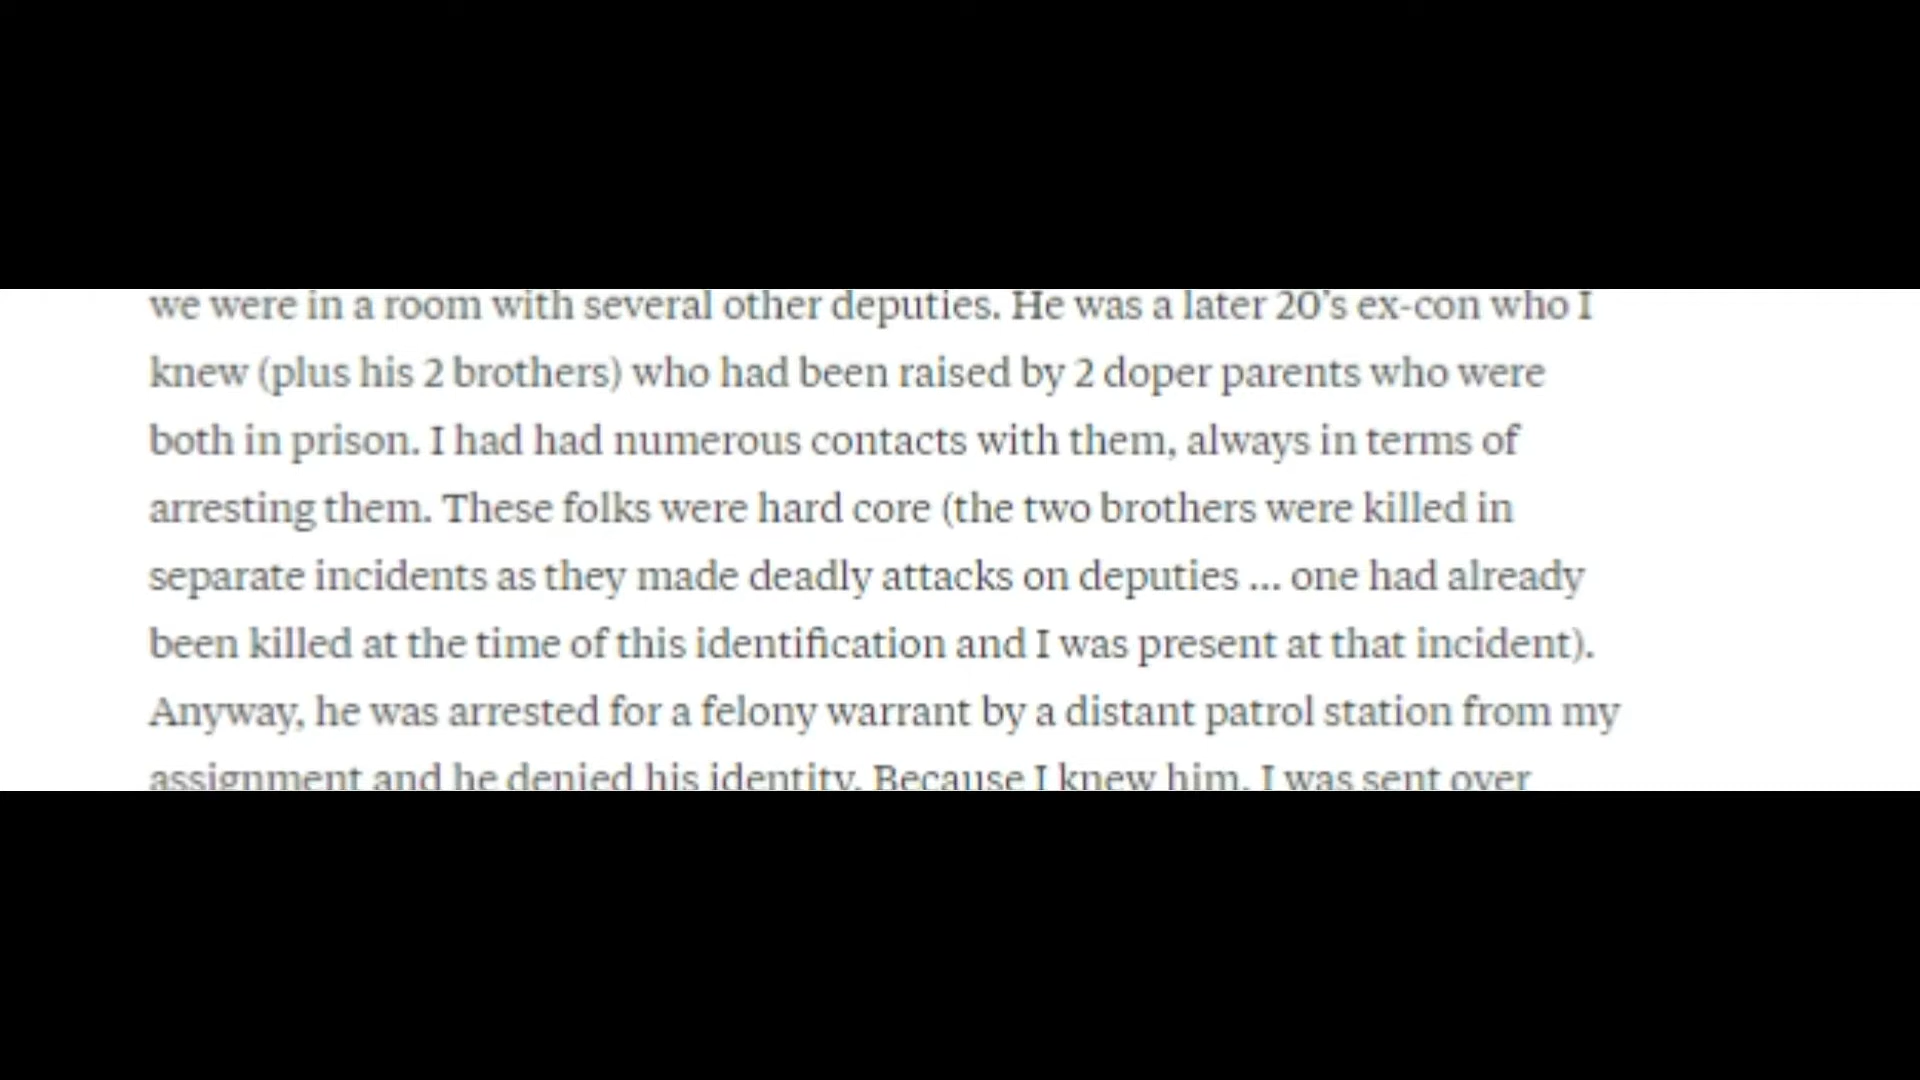 we were in a room with several other deputies. He was a later 20's ex-con who I
knew (plus his 2 brothers) who had been raised by 2 doper parents who were
both in prison. I had had numerous contacts with them, always in terms of
arresting them. These folks were hard core (the two brothers were killed in
separate incidents as they made deadly attacks on deputies ... one had already
been killed at the time of this identification and I was present at that incident).
Anyway, he was arrested for a felony warrant by a distant patrol station from my
assignment and he denied his identity. Because I knew him, I was sent over